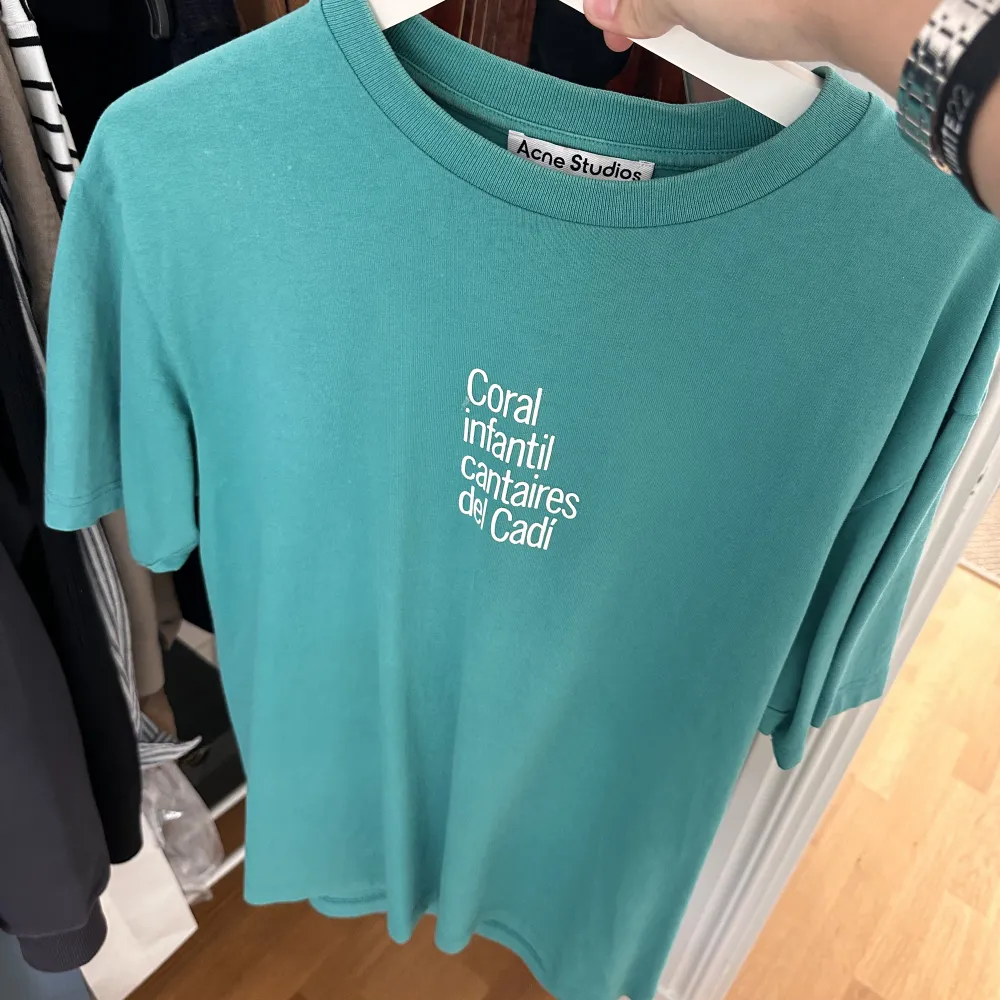 Acne Studios
Coral
infantil
cantaires
del Cadí